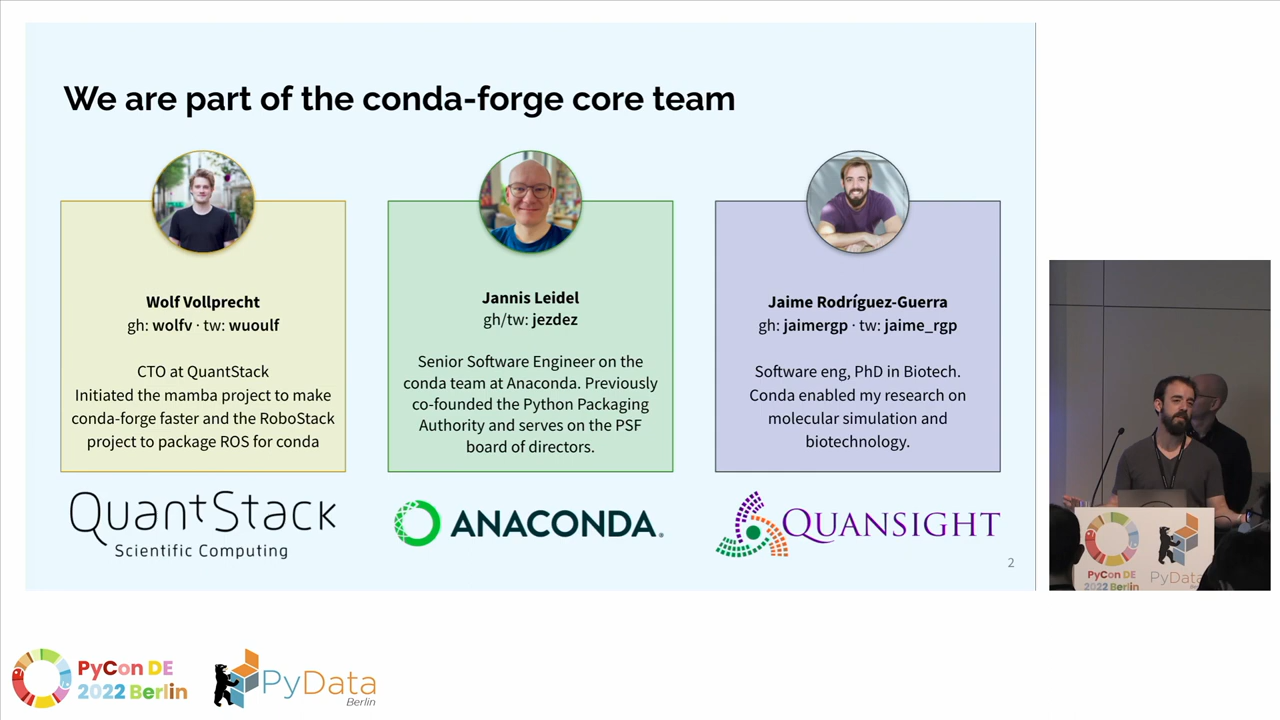 We are part of the conda-forge core team
Wolf Vollprecht
gh: wolfv · tw: wuoulf
CTO at QuantStack
Initiated the mamba project to make
conda-forge faster and the RoboStack
project to package ROS for conda
QuantStack
Scientific Computing
Jannis Leidel
gh/tw: jezdez
Senior Software Engineer on the
conda team at Anaconda. Previously
co-founded the Python Packaging
Authority and serves on the PSF
board of directors.
ANACONDA.
Jaime Rodríguez-Guerra
gh: jaimergp · tw: jaime_rgp
Software eng, PhD in Biotech.
Conda enabled my research on
molecular simulation and
biotechnology.
QUANSIGHT
2
PyCon DE
2022 Berlin
PyData
PyCon DE
2022 Berlin
PyData
Berlin